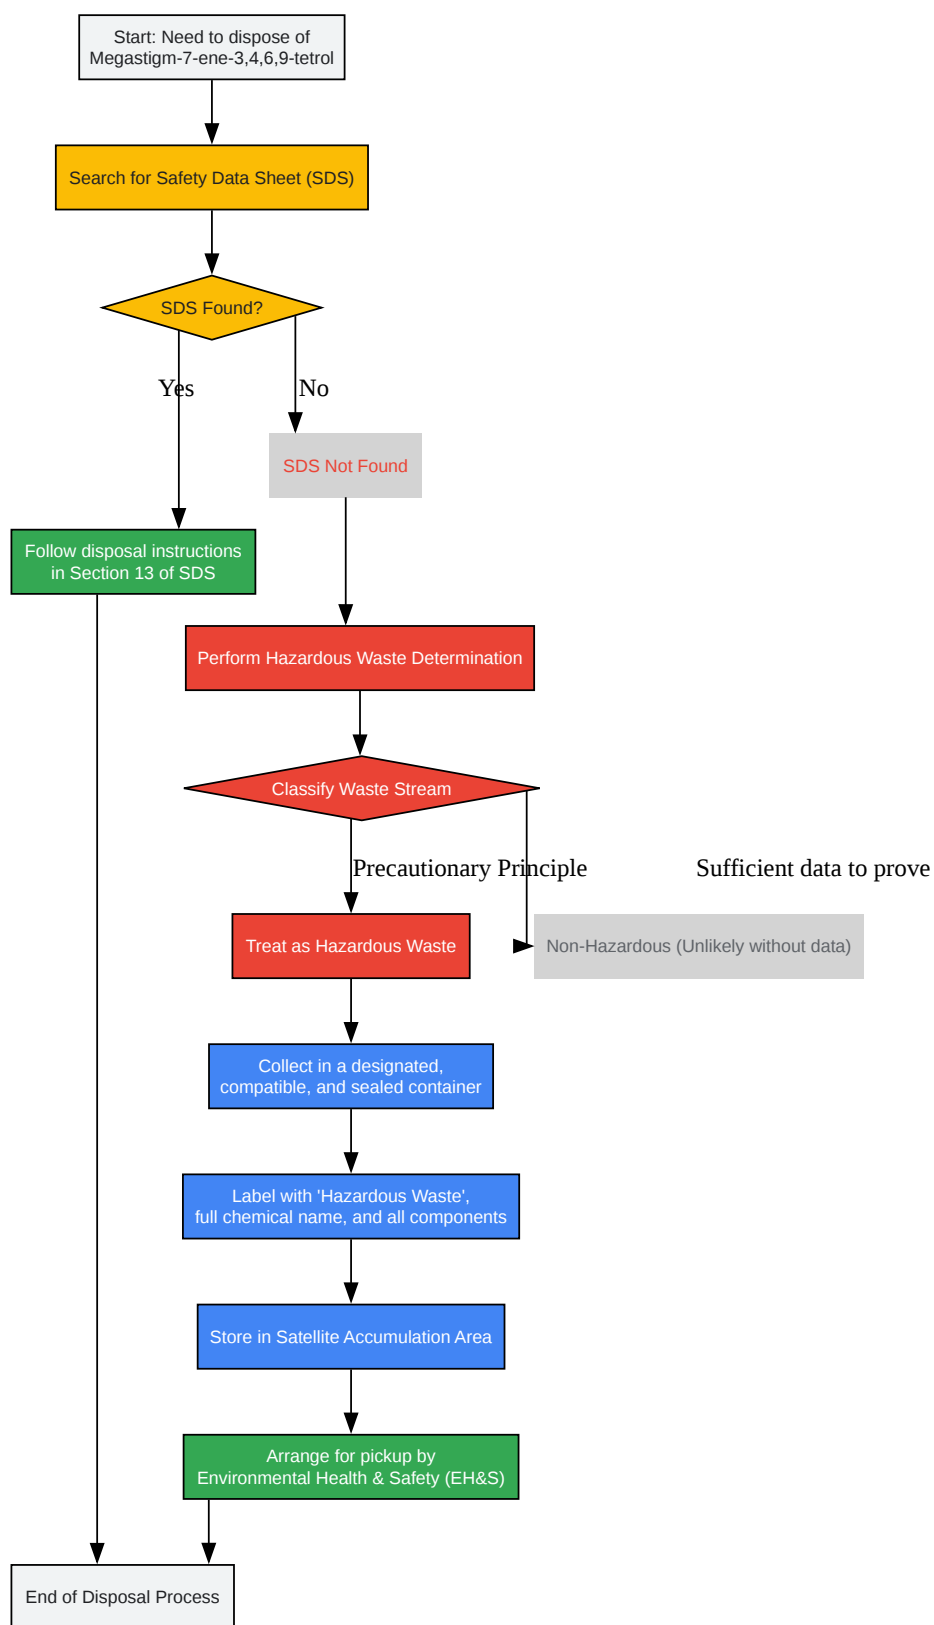 Start: Need to dispose of
Megastigm-7-ene-3,4,6,9-tetrol
Search for Safety Data Sheet (SDS)
SDS Found?
Yes
No
SDS Not Found
Follow disposal instructions
in Section 13 of SDS
Perform Hazardous Waste Determination
Classify Waste Stream
Precautionary Principle
Sufficient data to prove
Treat as Hazardous Waste
Non-Hazardous (Unlikely without data)
Collect in a designated,
compatible, and sealed container
Label with 'Hazardous Waste',
full chemical name, and all components
Store in Satellite Accumulation Area
Arrange for pickup by
Environmental Health & Safety (EH&S)
End of Disposal Process